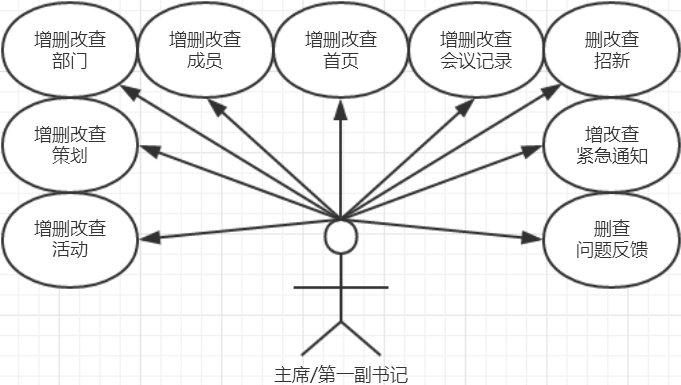 增删改查
部门
增删改查
成员
增删改查
首页
增删改查
会议记录
删改查
招新
增删改查
策划
增改查
紧急通知
增删改查
活动
删查
问题反馈
主席/第一副书记